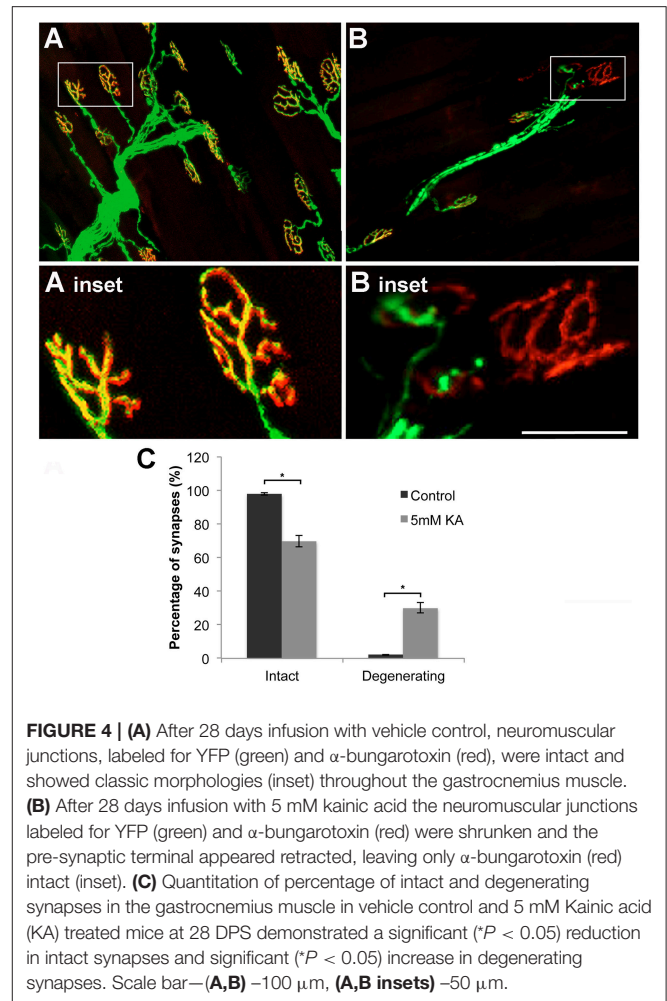 A
B
A inset
B inset
C
120
100
80
60
40
20
0
Percentage of synapses (%)
*
*
Control
5mM KA
Intact
Degenerating
FIGURE 4 | (A) After 28 days infusion with vehicle control, neuromuscular
junctions, labeled for YFP (green) and α-bungarotoxin (red), were intact and
showed classic morphologies (inset) throughout the gastrocnemius muscle.
(B) After 28 days infusion with 5 mM kainic acid the neuromuscular junctions
labeled for YFP (green) and α-bungarotoxin (red) were shrunken and the
pre-synaptic terminal appeared retracted, leaving only α-bungarotoxin (red)
intact (inset). (C) Quantitation of percentage of intact and degenerating
synapses in the gastrocnemius muscle in vehicle control and 5 mM Kainic acid
(KA) treated mice at 28 DPS demonstrated a significant (*P < 0.05) reduction
in intact synapses and significant (*P < 0.05) increase in degenerating
synapses. Scale bar—(A,B) –100 μm, (A,B insets) –50 μm.